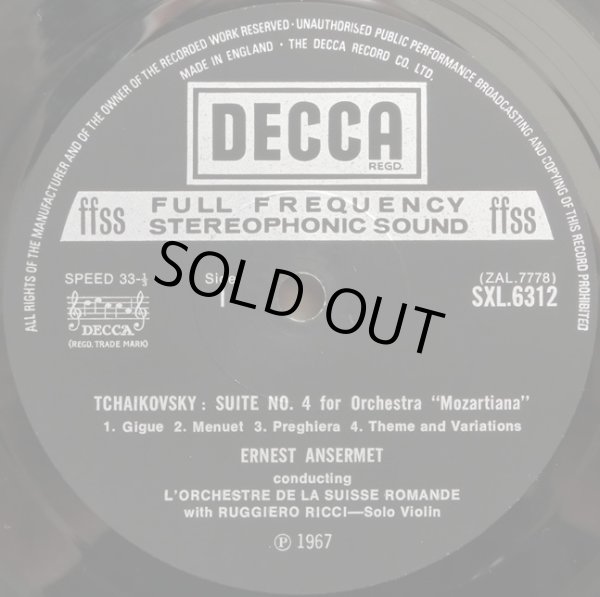 ALL RIGHTS OF THE MANUFACTURER AND OF THE OWNER OF THE RECORDED WORK RESERVED · UNAUTHORISED PUBLIC PERFORMANCE BROADCASTING AND COPYING OF THIS RECORD PROHIBITED
MADE IN ENGLAND · THE DECCA RECORD CO. LTD.
DECCA
REGD.
ffss FULL FREQUENCY STEREOPHONIC SOUND ffss
SPEED 33-⅓
Side 1
(ZAL.7778)
SXL.6312
DECCA
(REGD. TRADE MARK)
SOLD OUT
TCHAIKOVSKY : SUITE NO. 4 for Orchestra "Mozartiana"
1. Gigue 2. Menuet 3. Preghiera 4. Theme and Variations
ERNEST ANSERMET
conducting
L'ORCHESTRE DE LA SUISSE ROMANDE
with RUGGIERO RICCI—Solo Violin
℗ 1967